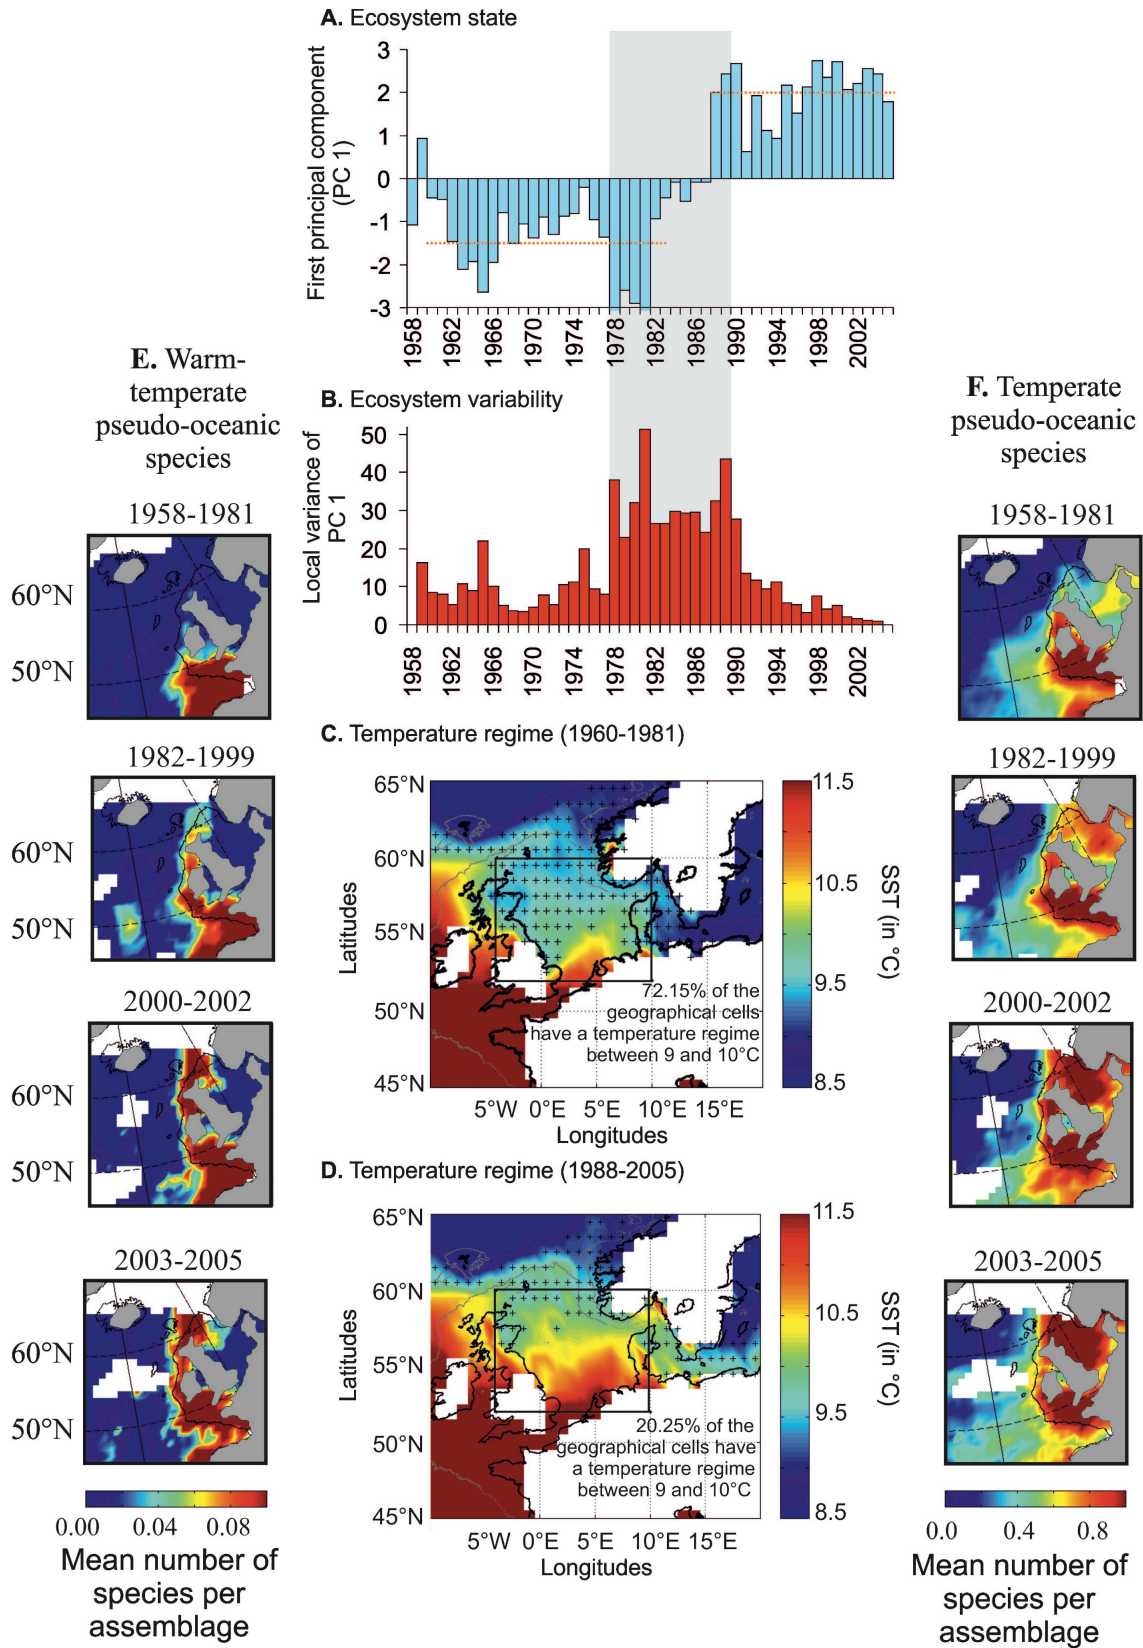 A. Ecosystem state
First principal component
(PC 1)
3
2
1
0
-1
-2
-3
1958
1962
1966
1970
1974
1978
1982
1986
1990
1994
1998
2002
B. Ecosystem variability
Local variance of
PC 1
50
40
30
20
10
0
1958
1962
1966
1970
1974
1978
1982
1986
1990
1994
1998
2002
C. Temperature regime (1960-1981)
Latitudes
65°N
60°N
55°N
50°N
45°N
72.15% of the
geographical cells
have a temperature regime
between 9 and 10°C
5°W 0°E 5°E 10°E 15°E
Longitudes
11.5
10.5
9.5
8.5
SST (in °C)
D. Temperature regime (1988-2005)
Latitudes
65°N
60°N
55°N
50°N
45°N
20.25% of the
geographical cells have
a temperature regime
between 9 and 10°C
5°W 0°E 5°E 10°E 15°E
Longitudes
11.5
10.5
9.5
8.5
SST (in °C)
E. Warm-
temperate
pseudo-oceanic
species
1958-1981
60°N
50°N
1982-1999
60°N
50°N
2000-2002
60°N
50°N
2003-2005
60°N
50°N
0.00 0.04 0.08
Mean number of
species per
assemblage
F. Temperate
pseudo-oceanic
species
1958-1981
1982-1999
2000-2002
2003-2005
0.0 0.4 0.8
Mean number of
species per
assemblage